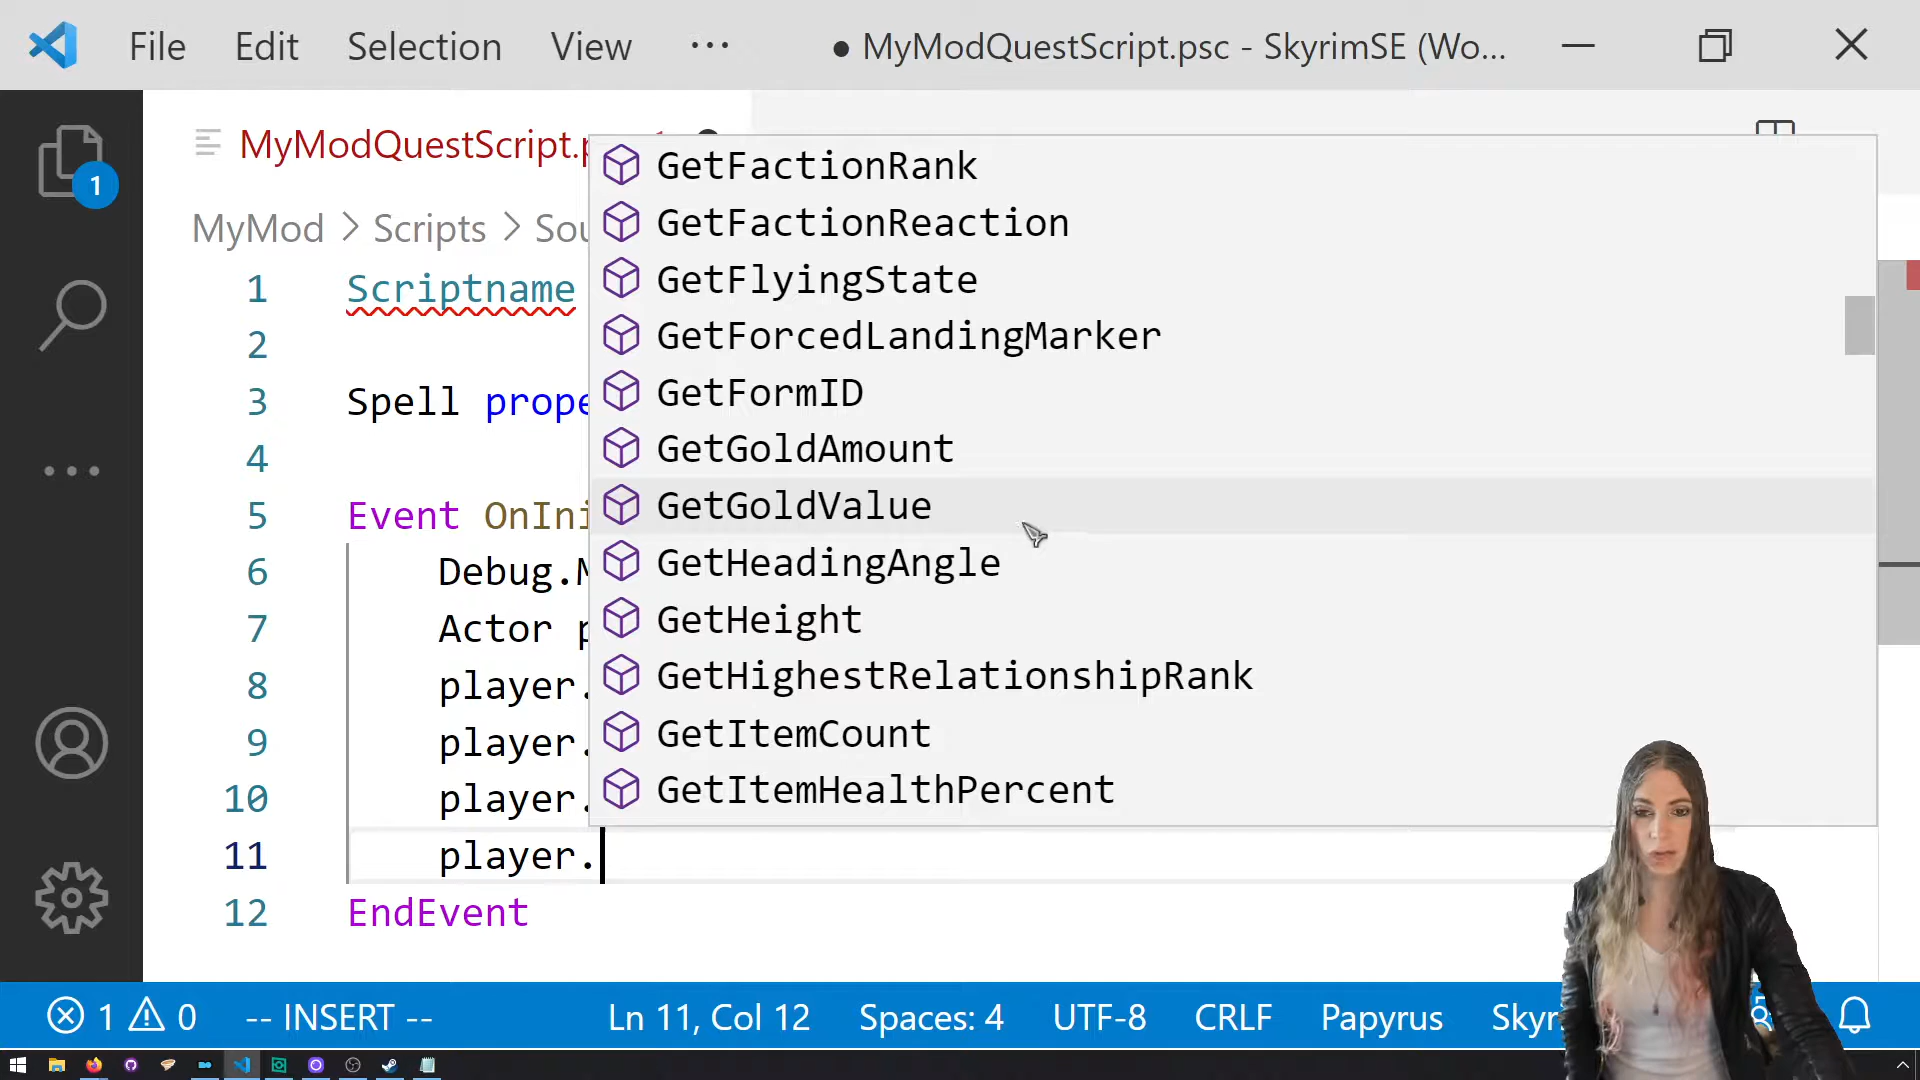 File Edit Selection View ··· ● MyModQuestScript.psc - SkyrimSE (Wo...
MyModQuestScript.p
1
MyMod > Scripts > Sou
1 Scriptname
2
3 Spell prope
4
5 Event OnIni
6 Debug.M
7 Actor p
8 player.
9 player.
10 player.
11 player.
12 EndEvent
GetFactionRank
GetFactionReaction
GetFlyingState
GetForcedLandingMarker
GetFormID
GetGoldAmount
GetGoldValue
GetHeadingAngle
GetHeight
GetHighestRelationshipRank
GetItemCount
GetItemHealthPercent
1 0 -- INSERT -- Ln 11, Col 12 Spaces: 4 UTF-8 CRLF Papyrus Skyr